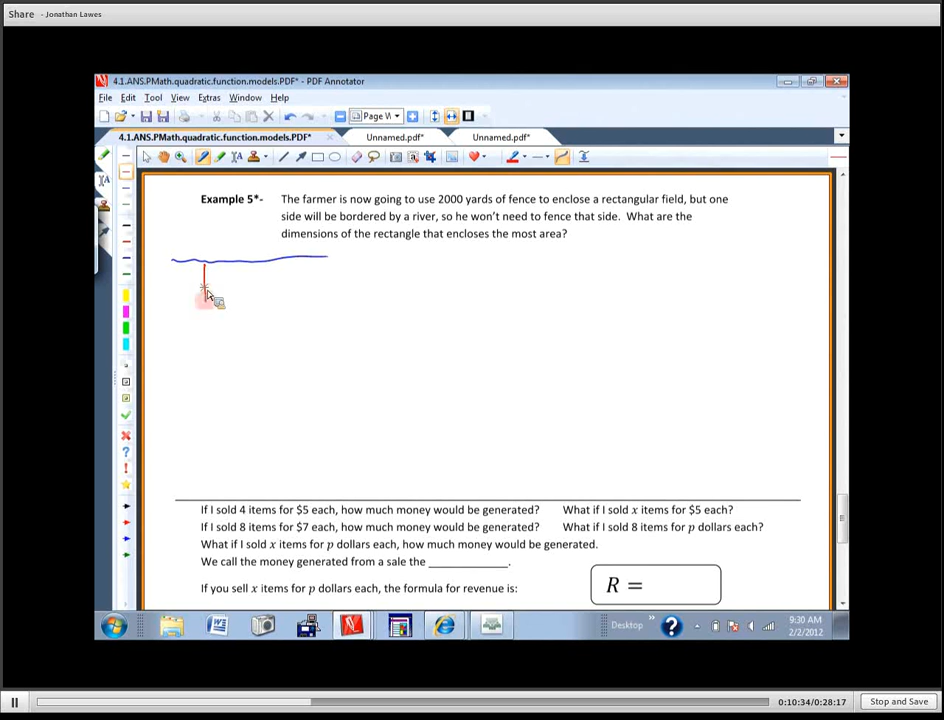 Share - Jonathan Lawes
4.1.ANS.PMath.quadratic.function.models.PDF* - PDF Annotator
File Edit Tool View Extras Window Help
Page W
4.1.ANS.PMath.quadratic.function.models.PDF* Unnamed.pdf* Unnamed.pdf*
Example 5*- The farmer is now going to use 2000 yards of fence to enclose a rectangular field, but one
side will be bordered by a river, so he won't need to fence that side. What are the
dimensions of the rectangle that encloses the most area?
If I sold 4 items for $5 each, how much money would be generated? What if I sold x items for $5 each?
If I sold 8 items for $7 each, how much money would be generated? What if I sold 8 items for p dollars each?
What if I sold x items for p dollars each, how much money would be generated.
We call the money generated from a sale the ____________.
If you sell x items for p dollars each, the formula for revenue is: R =
Desktop » 9:30 AM
2/2/2012
0:10:34/0:28:17 Stop and Save